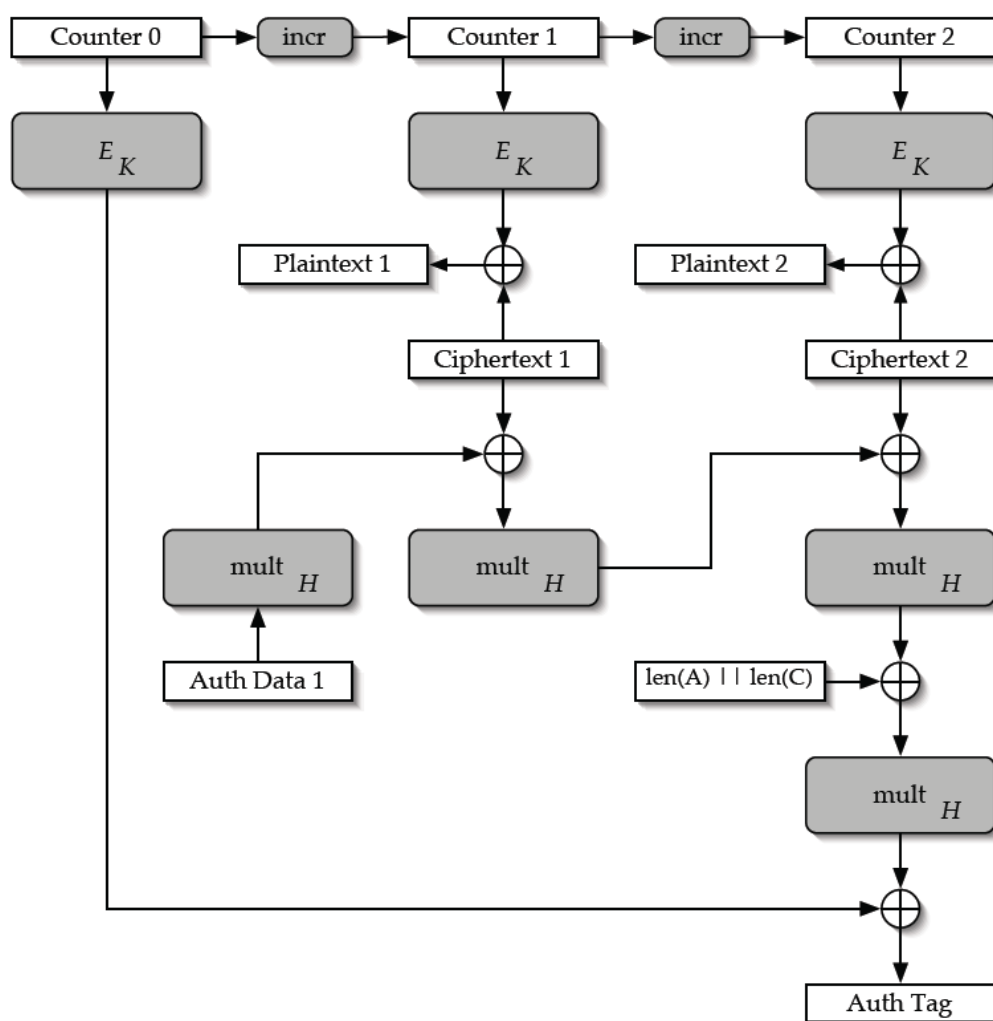 Counter 0
incr
Counter 1
incr
Counter 2
E K
E K
E K
Plaintext 1
Plaintext 2
Ciphertext 1
Ciphertext 2
mult H
mult H
mult H
Auth Data 1
len(A) || len(C)
mult H
Auth Tag